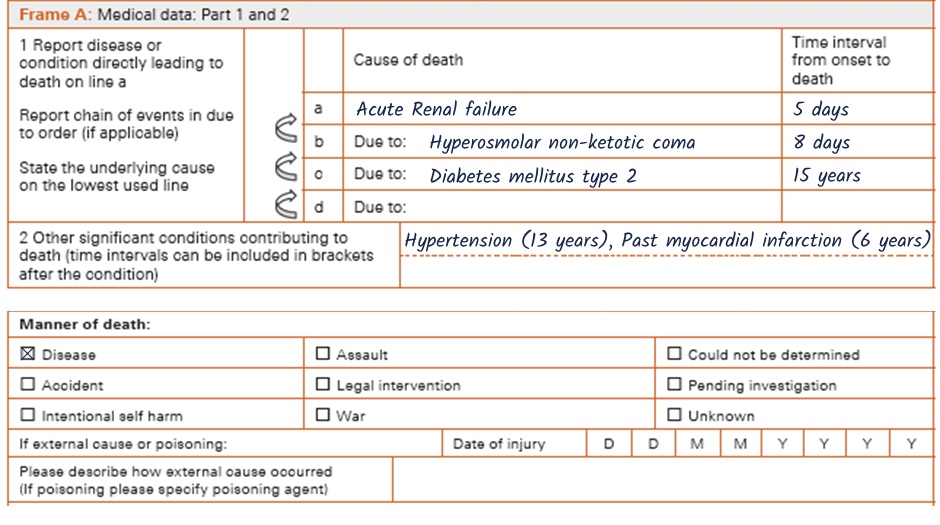 Frame A: Medical data: Part 1 and 2
1 Report disease or
condition directly leading to
death on line a
Report chain of events in due
to order (if applicable)
State the underlying cause
on the lowest used line
Cause of death
Time interval
from onset to
death
a Acute Renal failure 5 days
b Due to: Hyperosmolar non-ketotic coma 8 days
c Due to: Diabetes mellitus type 2 15 years
d Due to:
2 Other significant conditions contributing to
death (time intervals can be included in brackets
after the condition)
Hypertension (13 years), Past myocardial infarction (6 years)
Manner of death:
☒ Disease ☐ Assault ☐ Could not be determined
☐ Accident ☐ Legal intervention ☐ Pending investigation
☐ Intentional self harm ☐ War ☐ Unknown
If external cause or poisoning: Date of injury D D M M Y Y Y Y
Please describe how external cause occurred
(If poisoning please specify poisoning agent)